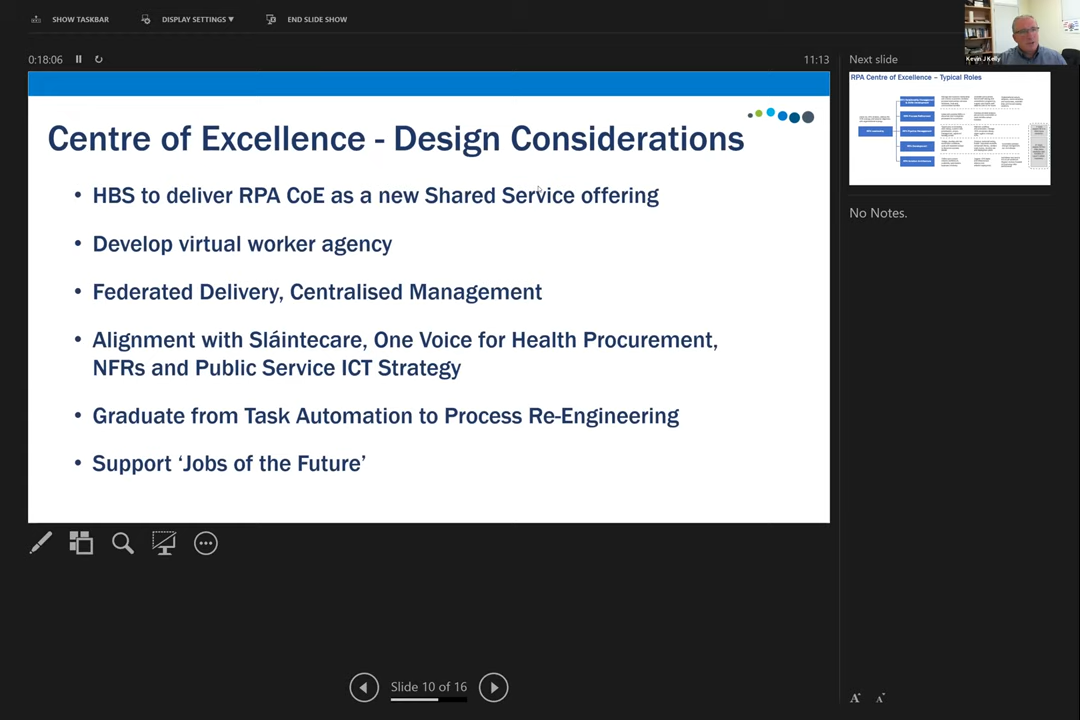 SHOW TASKBAR
DISPLAY SETTINGS ▼
END SLIDE SHOW
Kevin J Kelly
0:18:06
11:13
Next slide
Centre of Excellence - Design Considerations
• HBS to deliver RPA CoE as a new Shared Service offering
• Develop virtual worker agency
• Federated Delivery, Centralised Management
• Alignment with Sláintecare, One Voice for Health Procurement,
NFRs and Public Service ICT Strategy
• Graduate from Task Automation to Process Re-Engineering
• Support ‘Jobs of the Future’
RPA Centre of Excellence – Typical Roles
No Notes.
Slide 10 of 16
A A